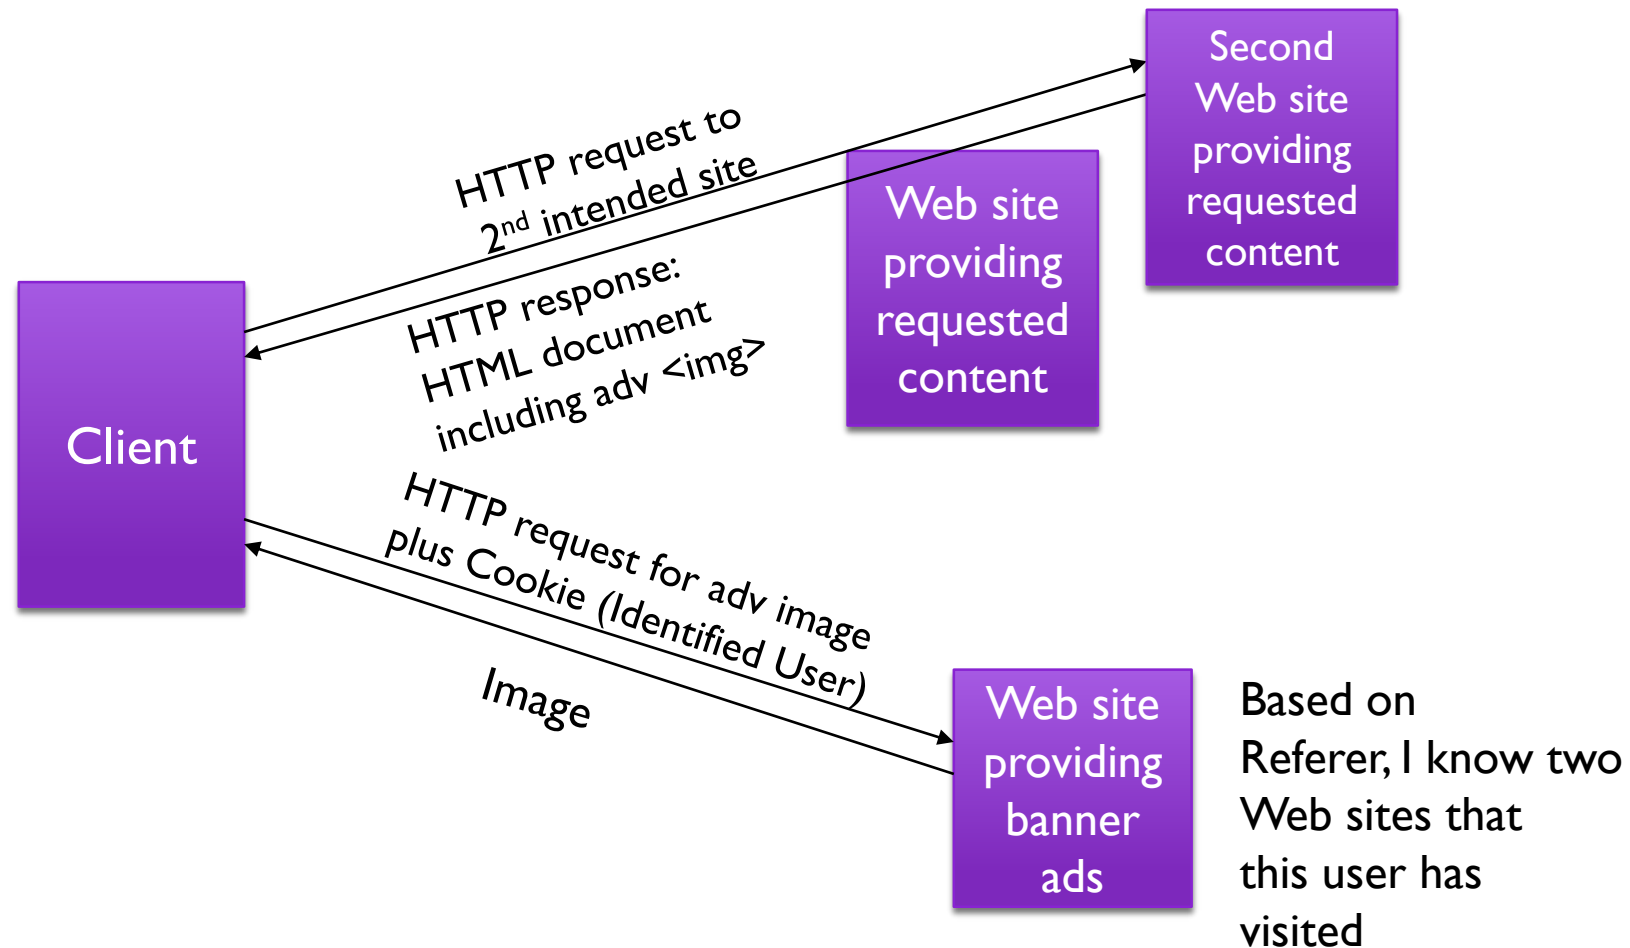 Second
Web site
providing
requested
content
HTTP request to
2nd intended site
Web site
providing
requested
content
HTTP response:
HTML document
including adv <img>
Client
HTTP request for adv image
plus Cookie (Identified User)
Image
Web site
providing
banner
ads
Based on
Referer, I know two
Web sites that
this user has
visited